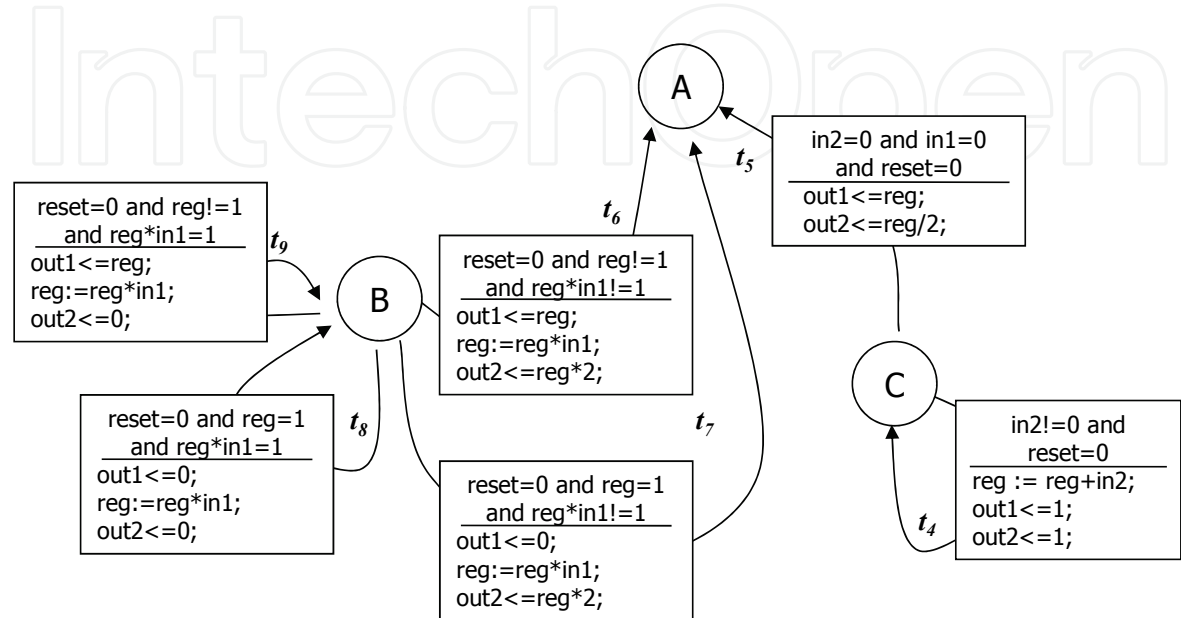 IntechOpen
A
t5
in2=0 and in1=0
and reset=0
out1<=reg;
out2<=reg/2;
reset=0 and reg!=1
and reg*in1=1
out1<=reg;
reg:=reg*in1;
out2<=0;
t9
t6
B
reset=0 and reg!=1
and reg*in1!=1
out1<=reg;
reg:=reg*in1;
out2<=reg*2;
C
reset=0 and reg=1
and reg*in1=1
out1<=0;
reg:=reg*in1;
out2<=0;
t8
t7
in2!=0 and
reset=0
reg := reg+in2;
out1<=1;
out2<=1;
t4
reset=0 and reg=1
and reg*in1!=1
out1<=0;
reg:=reg*in1;
out2<=reg*2;